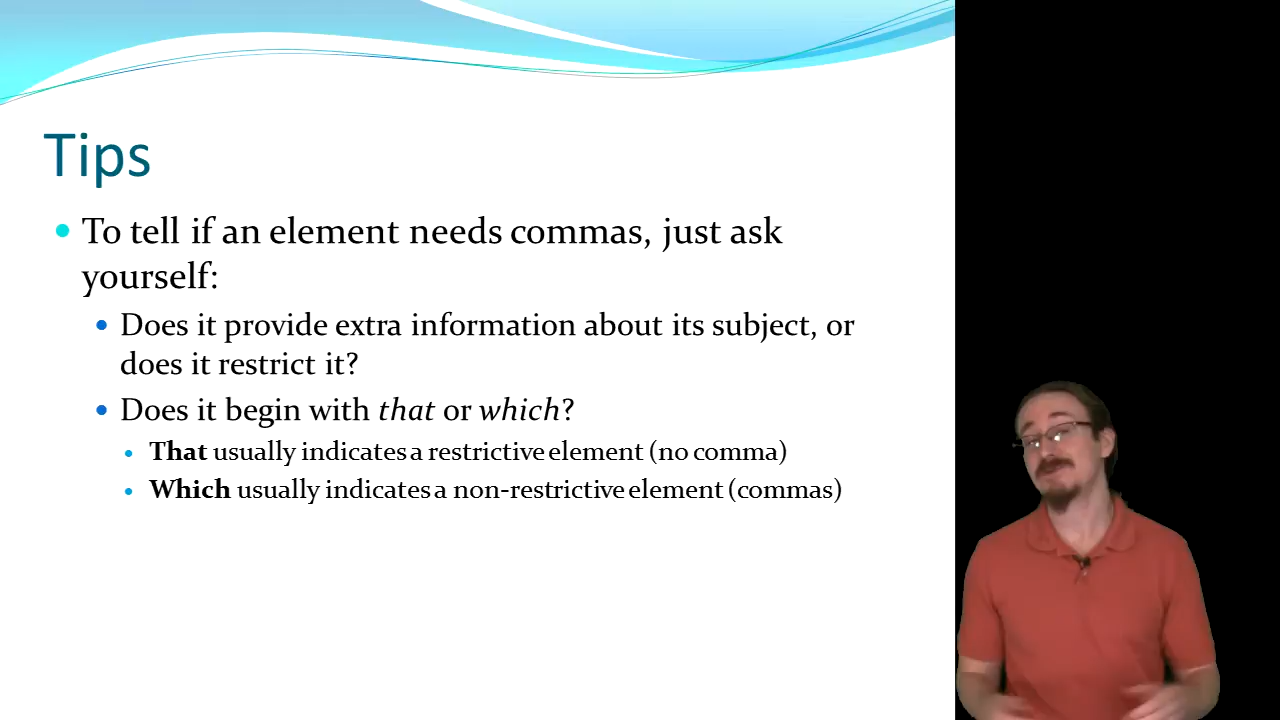 Tips
To tell if an element needs commas, just ask
yourself:
Does it provide extra information about its subject, or
does it restrict it?
Does it begin with that or which?
That usually indicates a restrictive element (no comma)
Which usually indicates a non-restrictive element (commas)